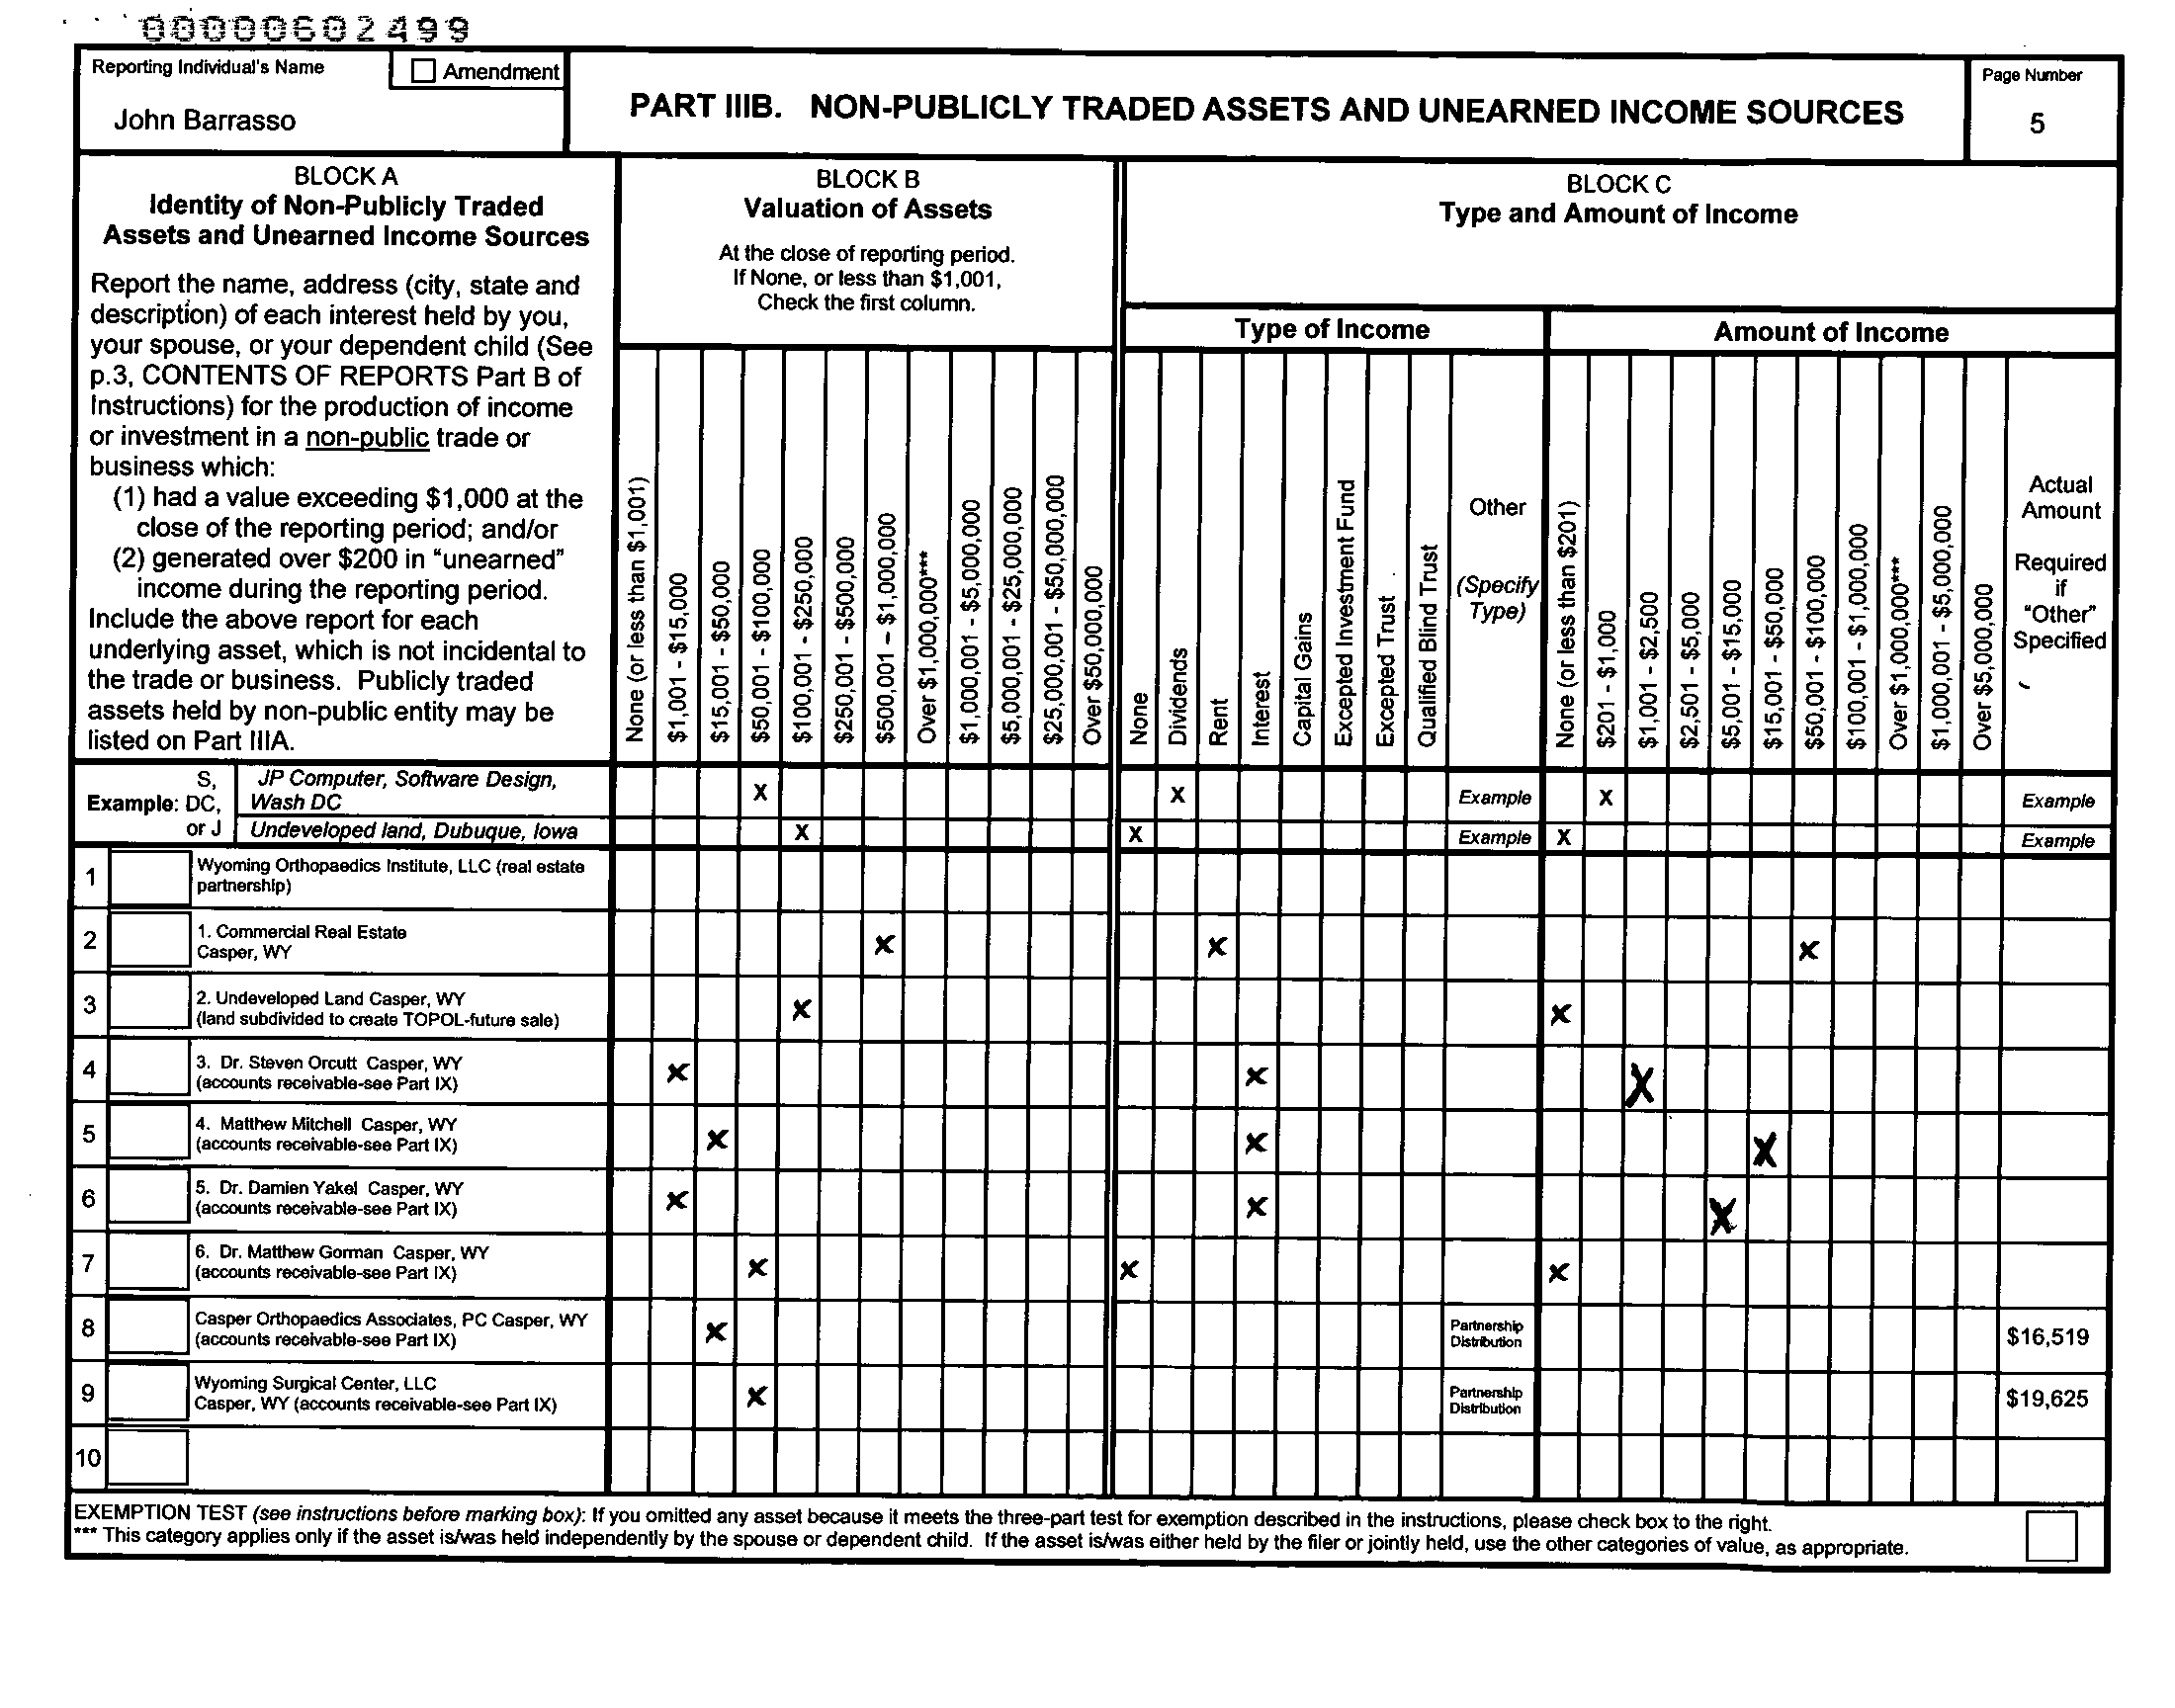 00000602499
Reporting Individual's Name
Amendment
John Barrasso
PART IIIB. NON-PUBLICLY TRADED ASSETS AND UNEARNED INCOME SOURCES
Page Number
5
BLOCK A
Identity of Non-Publicly Traded
Assets and Unearned Income Sources
Report the name, address (city, state and
description) of each interest held by you,
your spouse, or your dependent child (See
p.3, CONTENTS OF REPORTS Part B of
Instructions) for the production of income
or investment in a non-public trade or
business which:
(1) had a value exceeding $1,000 at the
close of the reporting period; and/or
(2) generated over $200 in "unearned"
income during the reporting period.
Include the above report for each
underlying asset, which is not incidental to
the trade or business. Publicly traded
assets held by non-public entity may be
listed on Part IIIA.
BLOCK B
Valuation of Assets
At the close of reporting period.
If None, or less than $1,001,
Check the first column.
None (or less than $1,001)
$1,001 - $15,000
$15,001 - $50,000
$50,001 - $100,000
$100,001 - $250,000
$250,001 - $500,000
$500,001 – $1,000,000
Over $1,000,000***
$1,000,001 - $5,000,000
$5,000,001 - $25,000,000
$25,000,001 - $50,000,000
Over $50,000,000
BLOCK C
Type and Amount of Income
Type of Income
None
Dividends
Rent
Interest
Capital Gains
Excepted Investment Fund
Excepted Trust
Qualified Blind Trust
Other
(Specify
Type)
Amount of Income
None (or less than $201)
$201 - $1,000
$1,001 - $2,500
$2,501 - $5,000
$5,001 - $15,000
$15,001 - $50,000
$50,001 - $100,000
$100,001 - $1,000,000
Over $1,000,000***
$1,000,001 - $5,000,000
Over $5,000,000
Actual
Amount
Required
if
"Other"
Specified
Example: S,
DC,
or J
JP Computer, Software Design,
Wash DC
X X Example X Example
Undeveloped land, Dubuque, Iowa X X Example X Example
1 Wyoming Orthopaedics Institute, LLC (real estate
partnership)
2 1. Commercial Real Estate
Casper, WY
X X X
3 2. Undeveloped Land Casper, WY
(land subdivided to create TOPOL-future sale)
X X
4 3. Dr. Steven Orcutt Casper, WY
(accounts receivable-see Part IX)
X X X
5 4. Matthew Mitchell Casper, WY
(accounts receivable-see Part IX)
X X X
6 5. Dr. Damien Yakel Casper, WY
(accounts receivable-see Part IX)
X X X
7 6. Dr. Matthew Gorman Casper, WY
(accounts receivable-see Part IX)
X X X
8 Casper Orthopaedics Associates, PC Casper, WY
(accounts receivable-see Part IX)
X Partnership
Distribution
$16,519
9 Wyoming Surgical Center, LLC
Casper, WY (accounts receivable-see Part IX)
X Partnership
Distribution
$19,625
10
EXEMPTION TEST (see instructions before marking box): If you omitted any asset because it meets the three-part test for exemption described in the instructions, please check box to the right.
*** This category applies only if the asset is/was held independently by the spouse or dependent child. If the asset is/was either held by the filer or jointly held, use the other categories of value, as appropriate.